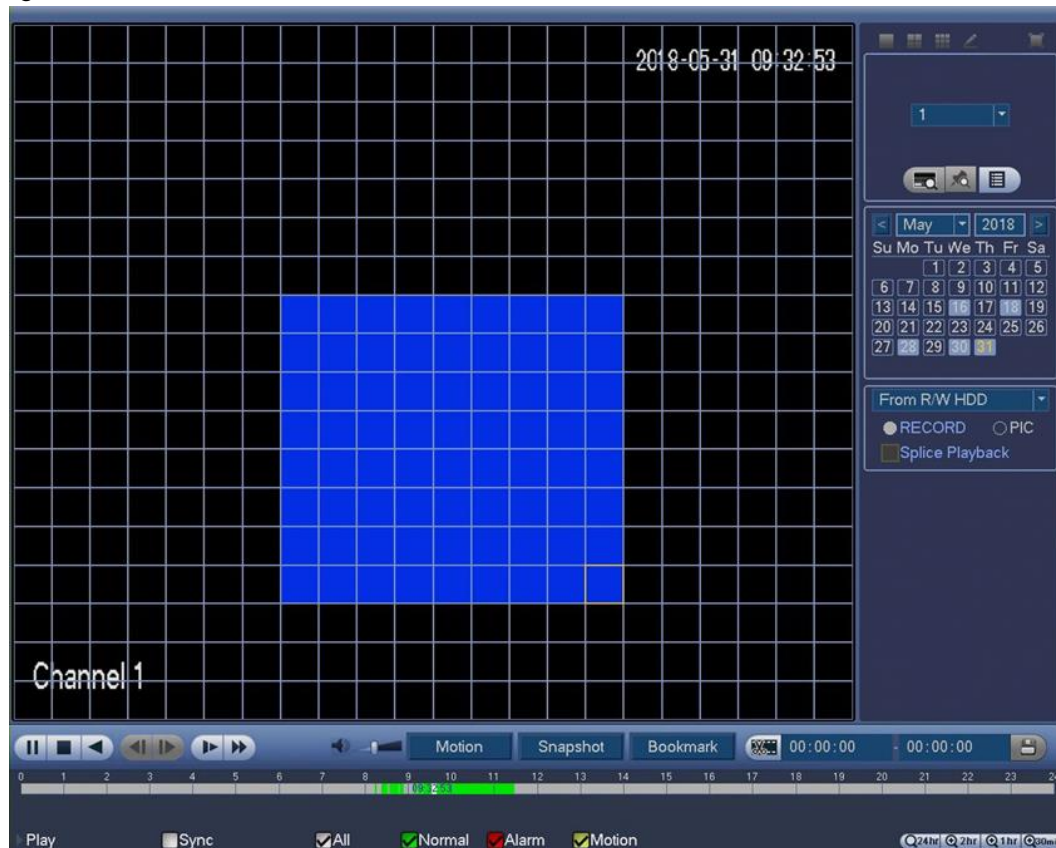 2018-05-31 09:32:53
1
< May 2018 >
Su Mo Tu We Th Fr Sa
1 2 3 4 5
6 7 8 9 10 11 12
13 14 15 16 17 18 19
20 21 22 23 24 25 26
27 28 29 30 31
From R/W HDD
RECORD PIC
Splice Playback
Channel 1
Motion Snapshot Bookmark 00:00:00 - 00:00:00
0 1 2 3 4 5 6 7 8 9 10 11 12 13 14 15 16 17 18 19 20 21 22 23 24
09:32:53
Play Sync All Normal Alarm Motion 24hr 2hr 1hr 30m